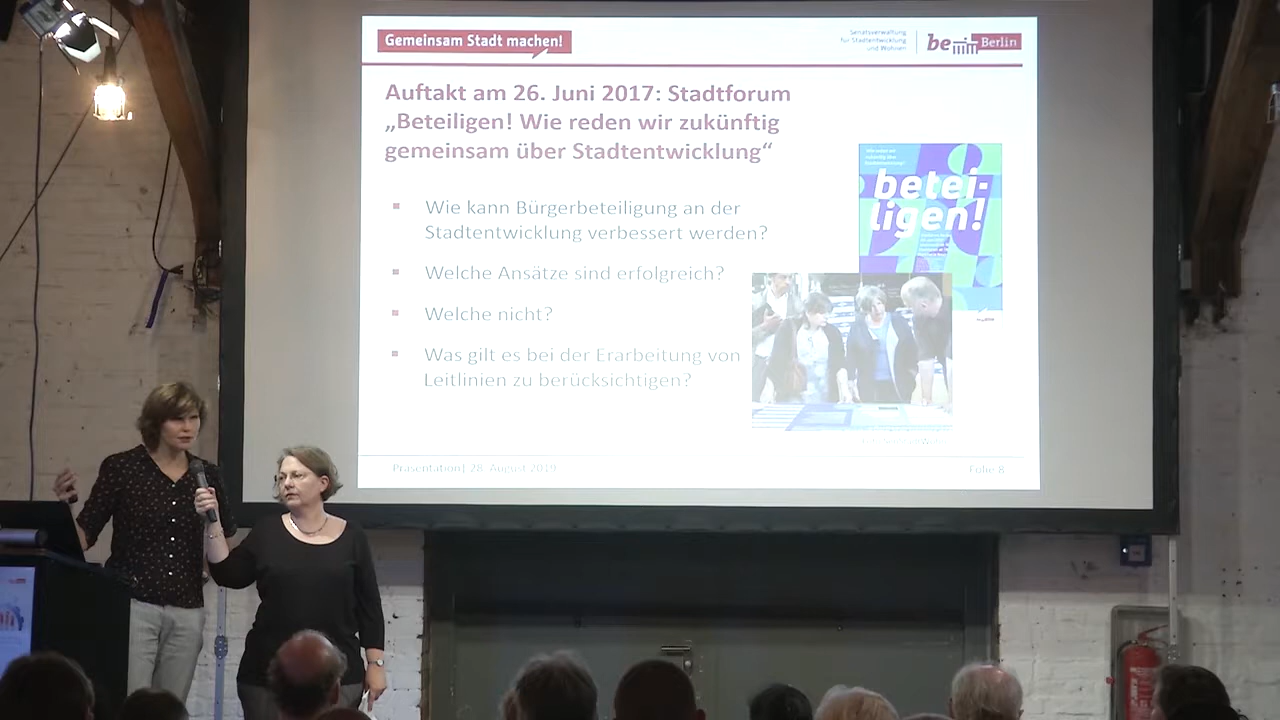 Gemeinsam Stadt machen!
Senatsverwaltung
für Stadtentwicklung
und Wohnen
be Berlin
Auftakt am 26. Juni 2017: Stadtforum
„Beteiligen! Wie reden wir zukünftig
gemeinsam über Stadtentwicklung“
Wie kann Bürgerbeteiligung an der
Stadtentwicklung verbessert werden?
Welche Ansätze sind erfolgreich?
Welche nicht?
Was gilt es bei der Erarbeitung von
Leitlinien zu berücksichtigen?
betei-
ligen!
Präsentation| 28. August 2019
Folie 8